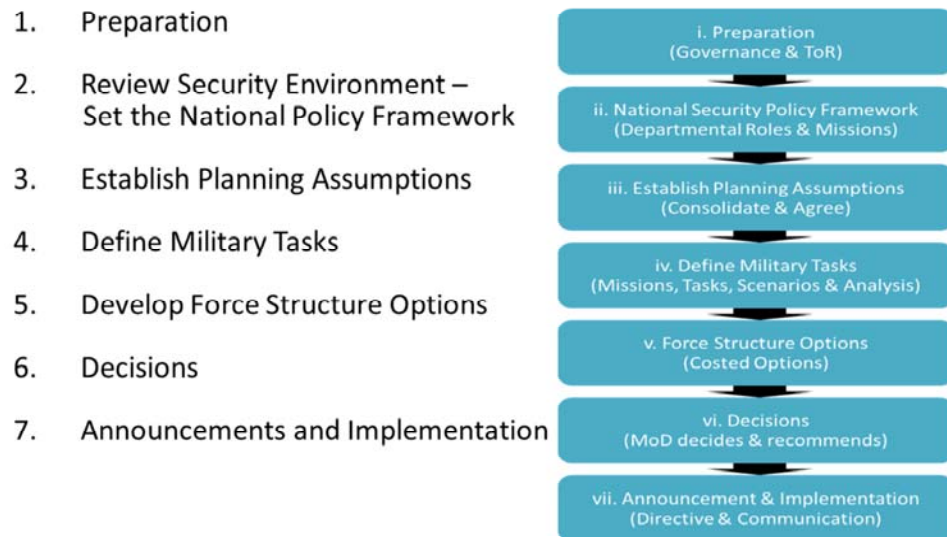 1. Preparation
2. Review Security Environment –
Set the National Policy Framework
3. Establish Planning Assumptions
4. Define Military Tasks
5. Develop Force Structure Options
6. Decisions
7. Announcements and Implementation
i. Preparation
(Governance & ToR)
ii. National Security Policy Framework
(Departmental Roles & Missions)
iii. Establish Planning Assumptions
(Consolidate & Agree)
iv. Define Military Tasks
(Missions, Tasks, Scenarios & Analysis)
v. Force Structure Options
(Costed Options)
vi. Decisions
(MoD decides & recommends)
vii. Announcement & Implementation
(Directive & Communication)